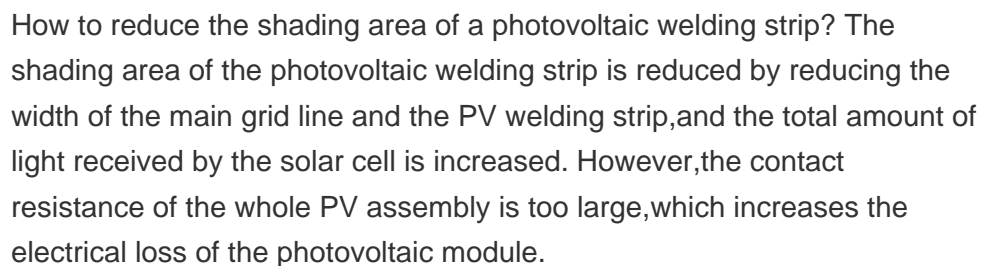 How to reduce the shading area of a photovoltaic welding strip? The
shading area of the photovoltaic welding strip is reduced by reducing the
width of the main grid line and the PV welding strip,and the total amount of
light received by the solar cell is increased. However,the contact
resistance of the whole PV assembly is too large,which increases the
electrical loss of the photovoltaic module.